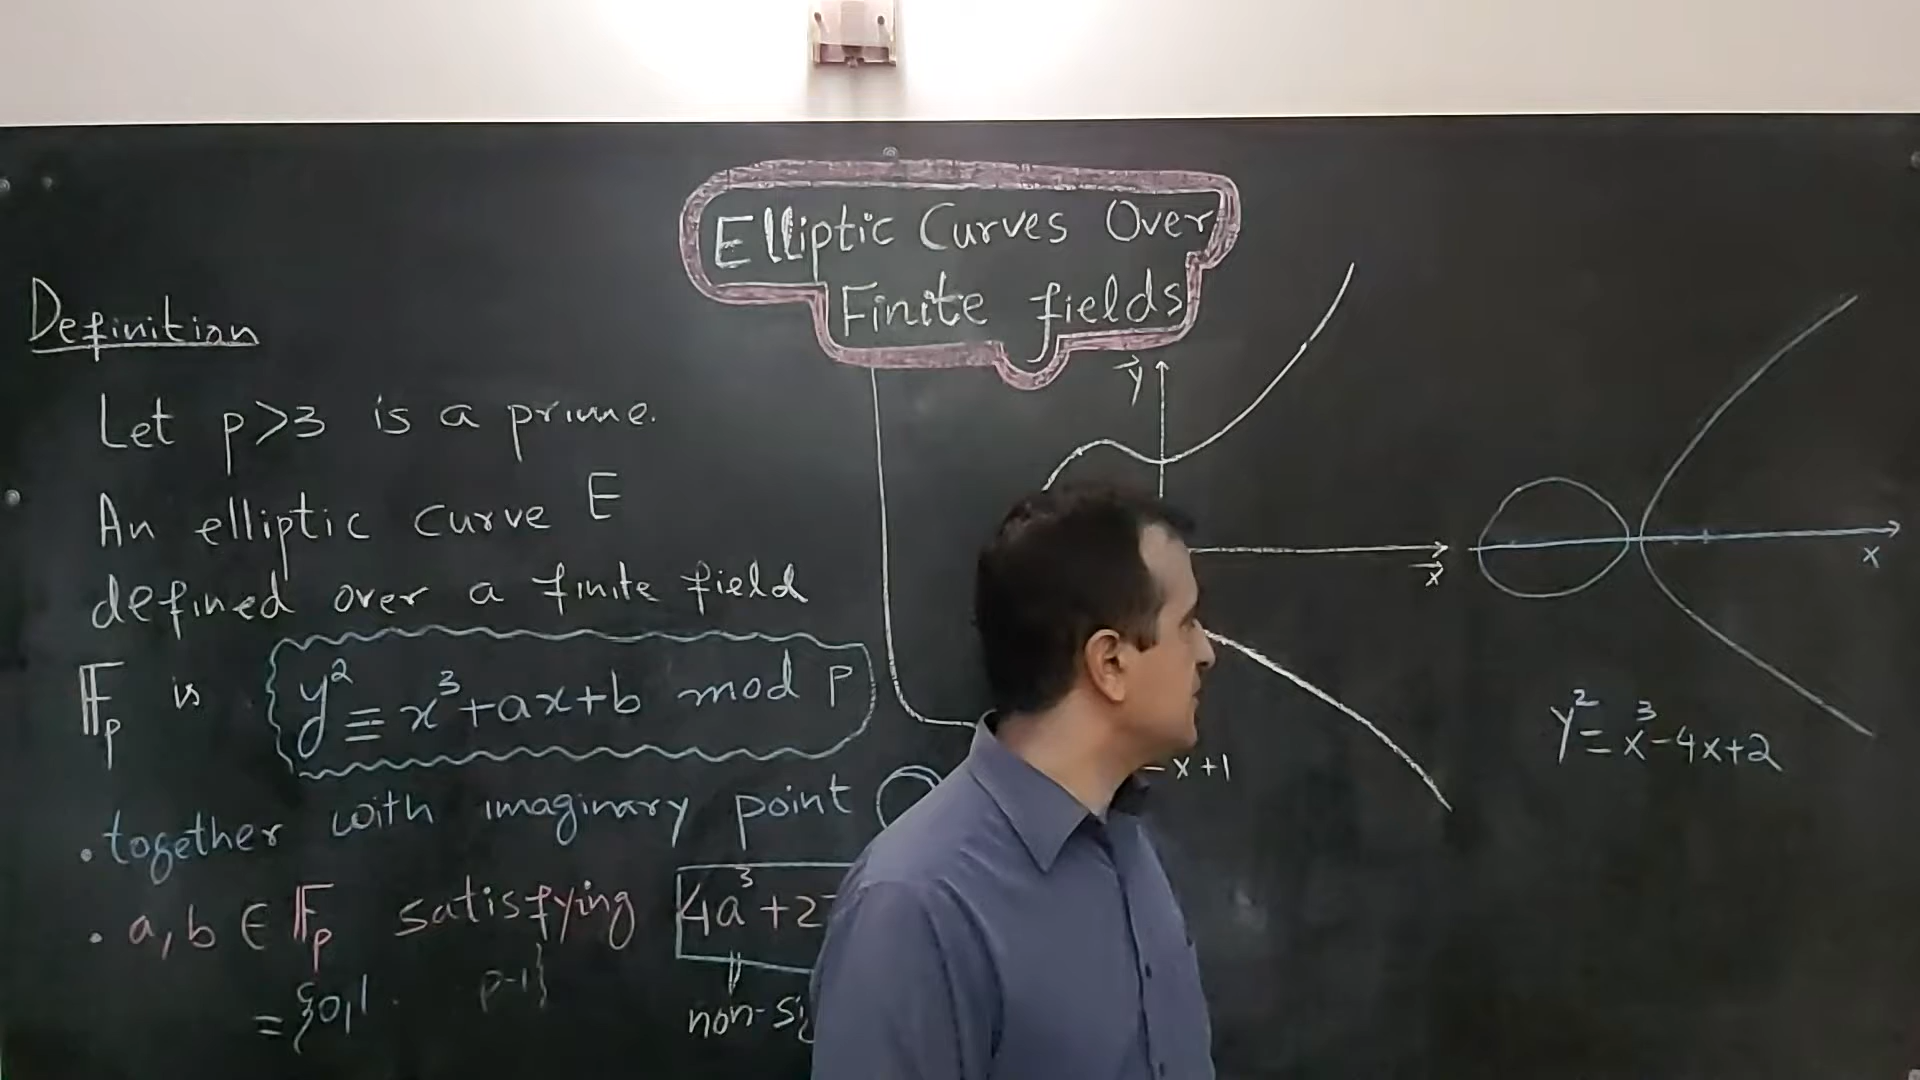 Elliptic Curves Over
Finite fields
Definition
Let p>3 is a prime.
An elliptic curve E
defined over a finite field
𝔽ₚ is y² ≡ x³+ax+b mod p
• together with imaginary point
• a, b ∈ 𝔽ₚ satisfying 4a³+2
= {0,1 . p-1}
non-si
y
x
-x+1
x
y² = x³-4x+2